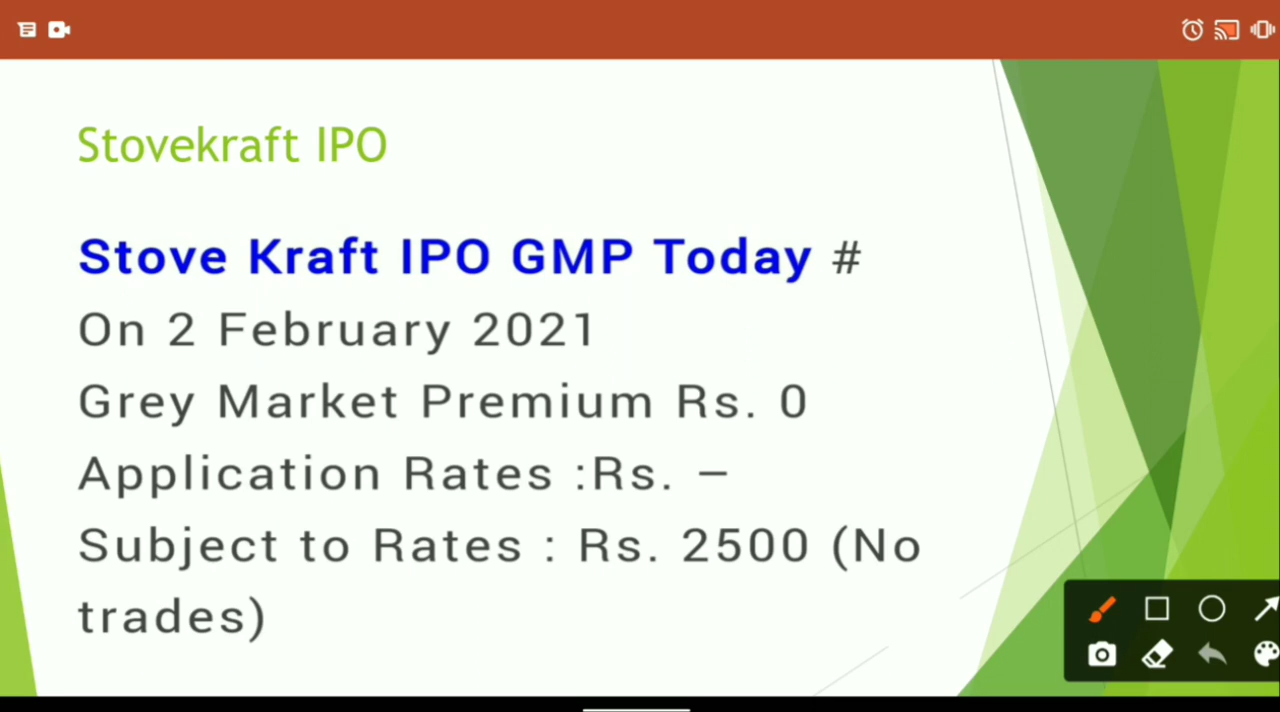 Stovekraft IPO
Stove Kraft IPO GMP Today #
On 2 February 2021
Grey Market Premium Rs. 0
Application Rates :Rs. —
Subject to Rates : Rs. 2500 (No
trades)